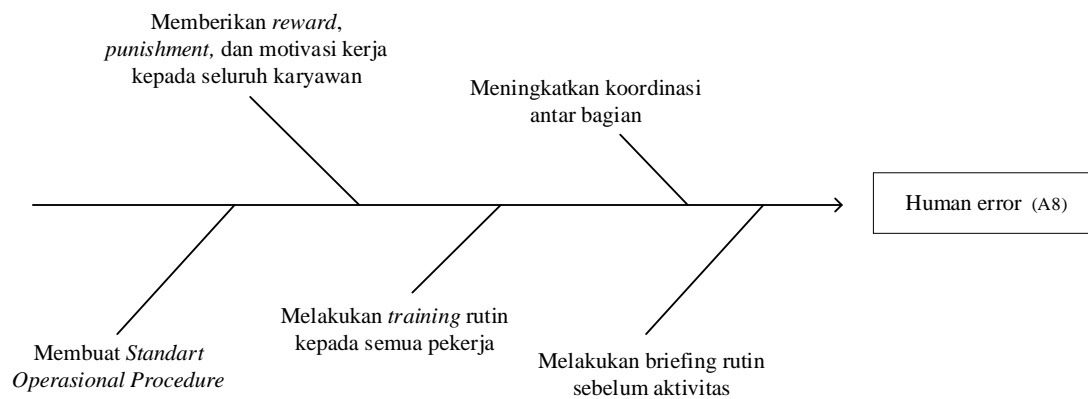 Memberikan reward,
punishment, dan motivasi kerja
kepada seluruh karyawan
Meningkatkan koordinasi
antar bagian
Human error (A8)
Membuat Standart
Operasional Procedure
Melakukan training rutin
kepada semua pekerja
Melakukan briefing rutin
sebelum aktivitas